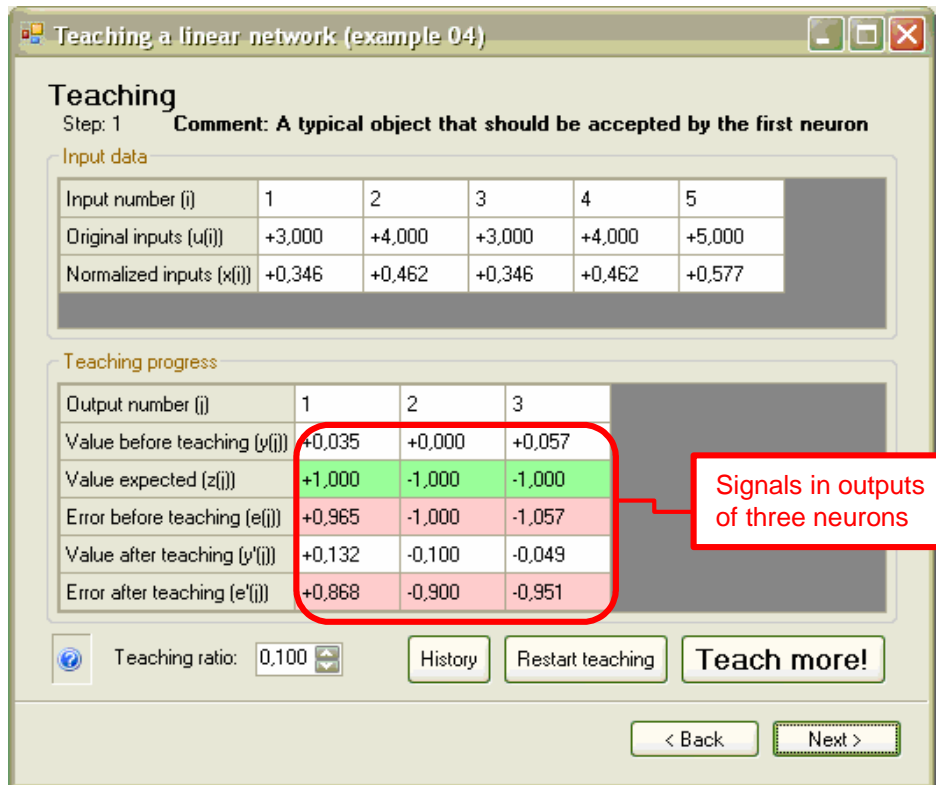 Teaching a linear network (example 04)
Teaching
Step: 1 Comment: A typical object that should be accepted by the first neuron
Input data
Input number (i) 1 2 3 4 5
Original inputs (u(i)) +3,000 +4,000 +3,000 +4,000 +5,000
Normalized inputs (x(i)) +0,346 +0,462 +0,346 +0,462 +0,577
Teaching progress
Output number (j) 1 2 3
Value before teaching (y(j)) +0,035 +0,000 +0,057
Value expected (z(j)) +1,000 -1,000 -1,000
Error before teaching (e(j)) +0,965 -1,000 -1,057
Value after teaching (y'(j)) +0,132 -0,100 -0,049
Error after teaching (e'(j)) +0,868 -0,900 -0,951
Signals in outputs
of three neurons
Teaching ratio: 0,100 History Restart teaching Teach more!
< Back Next >